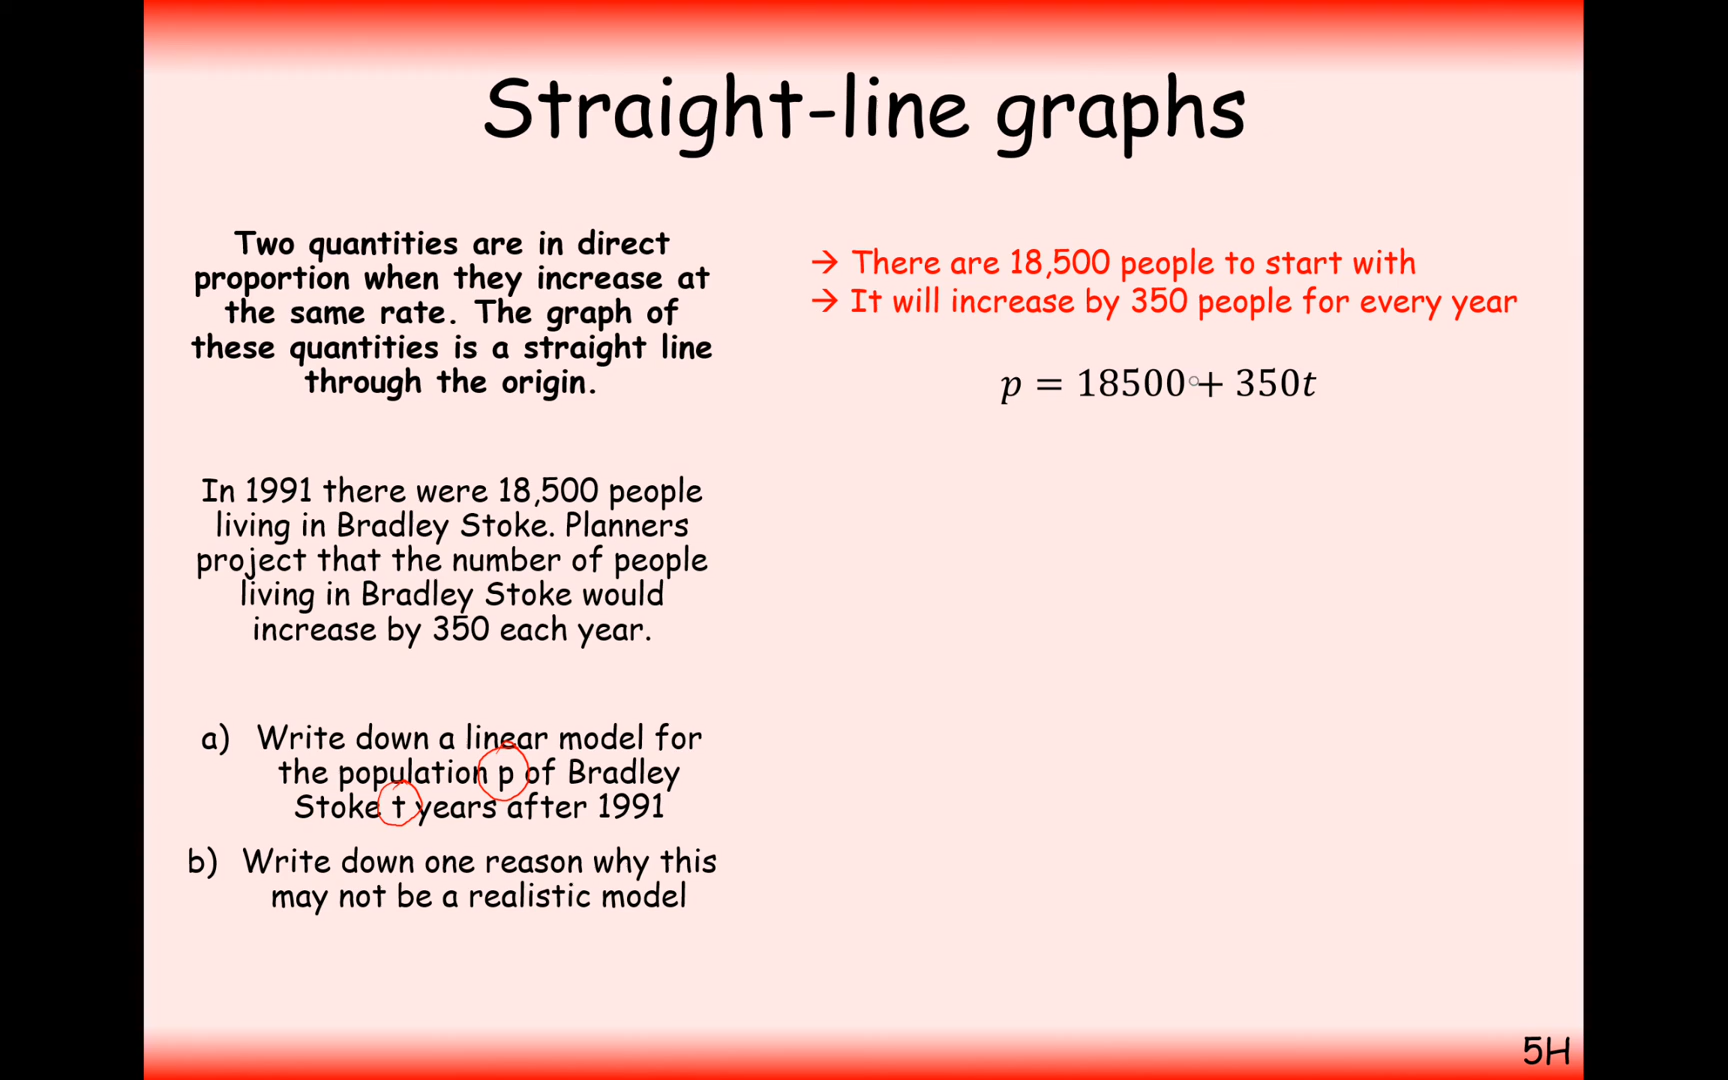 Straight-line graphs
Two quantities are in direct
proportion when they increase at
the same rate. The graph of
these quantities is a straight line
through the origin.
In 1991 there were 18,500 people
living in Bradley Stoke. Planners
project that the number of people
living in Bradley Stoke would
increase by 350 each year.
a) Write down a linear model for
the population p of Bradley
Stoke t years after 1991
b) Write down one reason why this
may not be a realistic model
→ There are 18,500 people to start with
→ It will increase by 350 people for every year
p = 18500 + 350t
5H